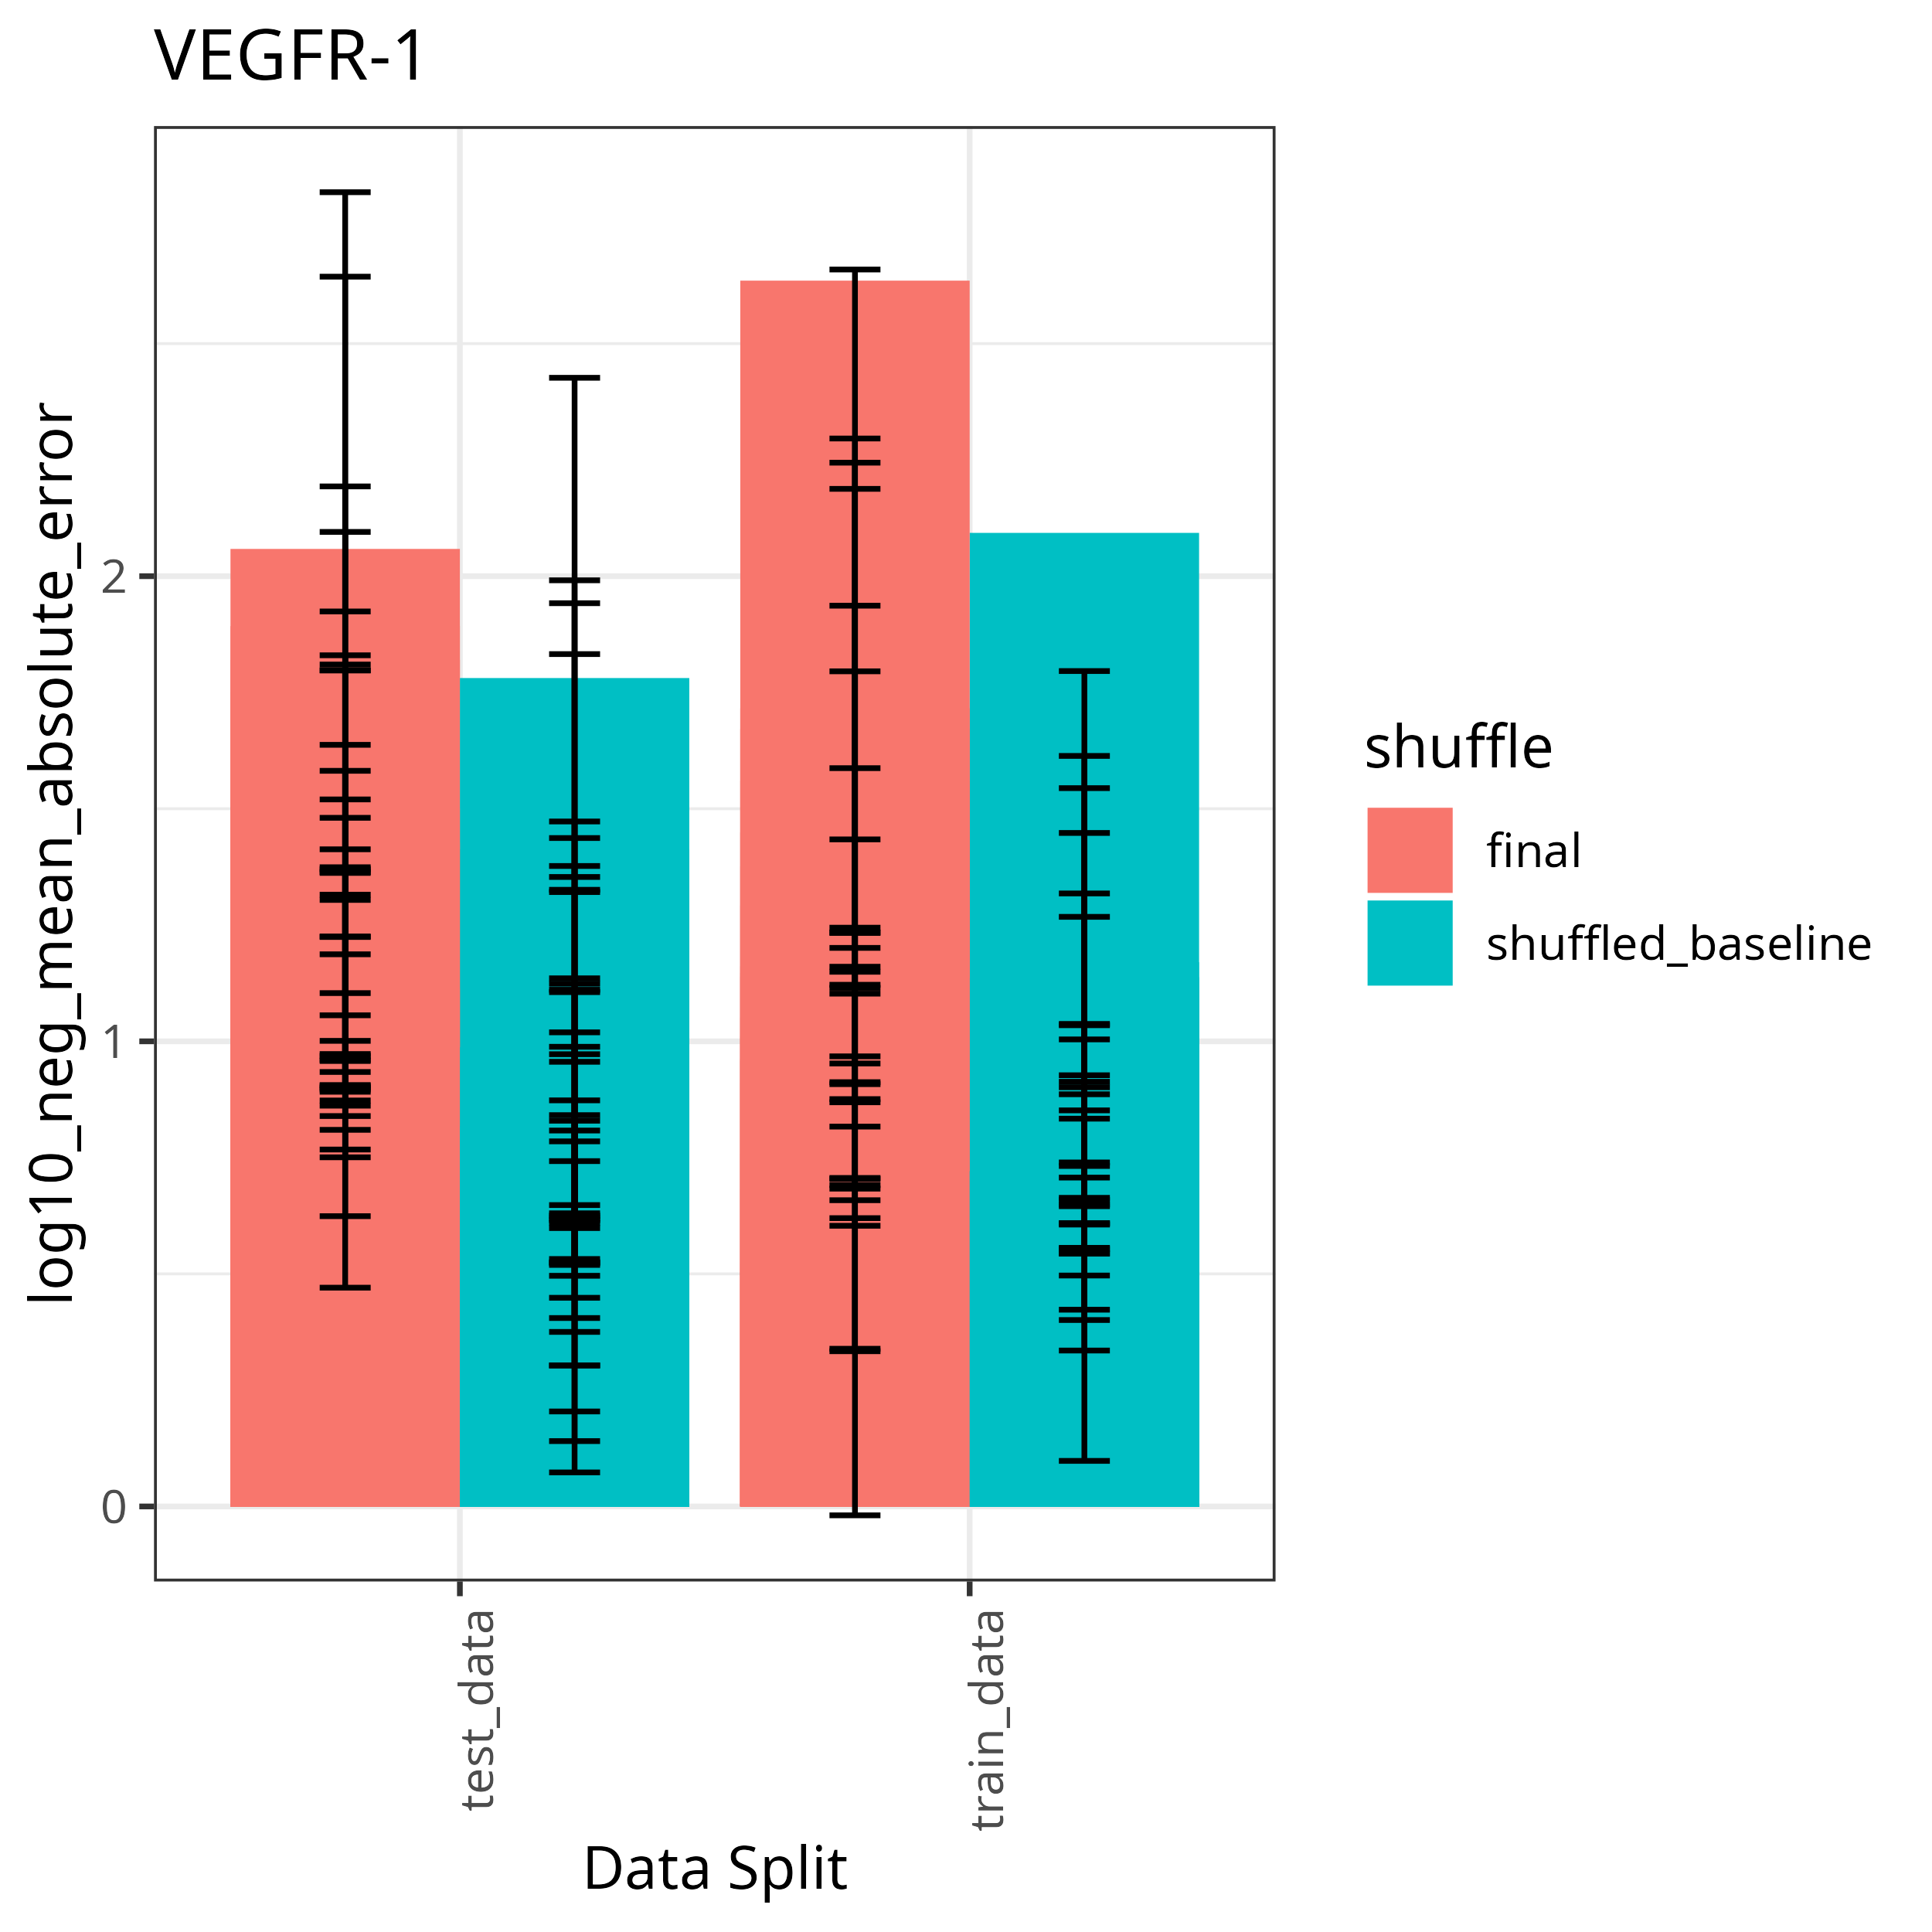 VEGFR-1
log10_neg_mean_absolute_error
2
1
0
test_data
train_data
Data Split
shuffle
final
shuffled_baseline